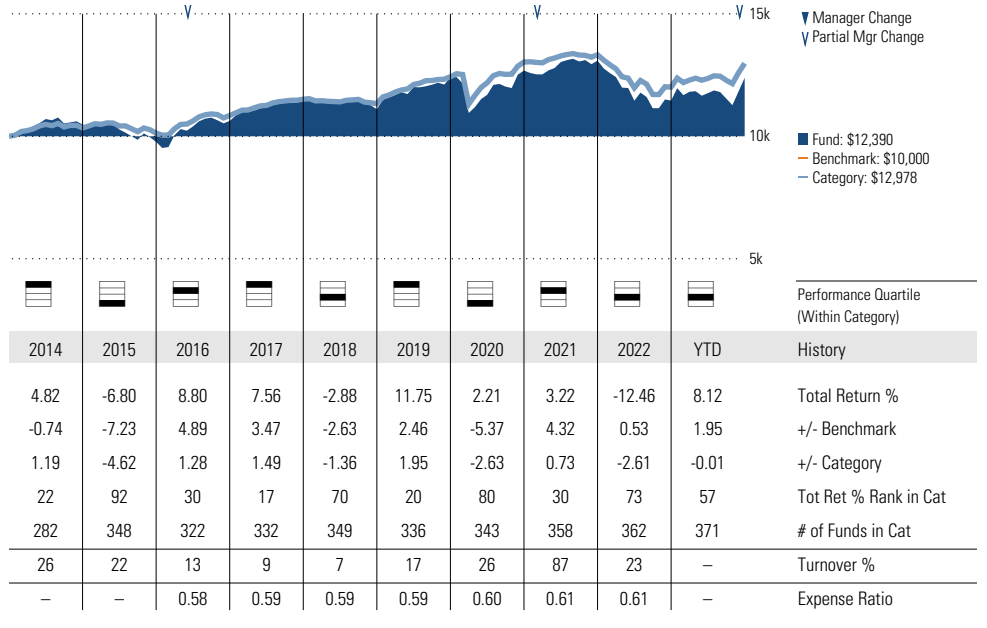 15k
Manager Change
Partial Mgr Change
10k
Fund: $12,390
Benchmark: $10,000
Category: $12,978
5k
Performance Quartile
(Within Category)
2014 2015 2016 2017 2018 2019 2020 2021 2022 YTD History
4.82 -6.80 8.80 7.56 -2.88 11.75 2.21 3.22 -12.46 8.12 Total Return %
-0.74 -7.23 4.89 3.47 -2.63 2.46 -5.37 4.32 0.53 1.95 +/- Benchmark
1.19 -4.62 1.28 1.49 -1.36 1.95 -2.63 0.73 -2.61 -0.01 +/- Category
22 92 30 17 70 20 80 30 73 57 Tot Ret % Rank in Cat
282 348 322 332 349 336 343 358 362 371 # of Funds in Cat
26 22 13 9 7 17 26 87 23 – Turnover %
– – 0.58 0.59 0.59 0.59 0.60 0.61 0.61 – Expense Ratio